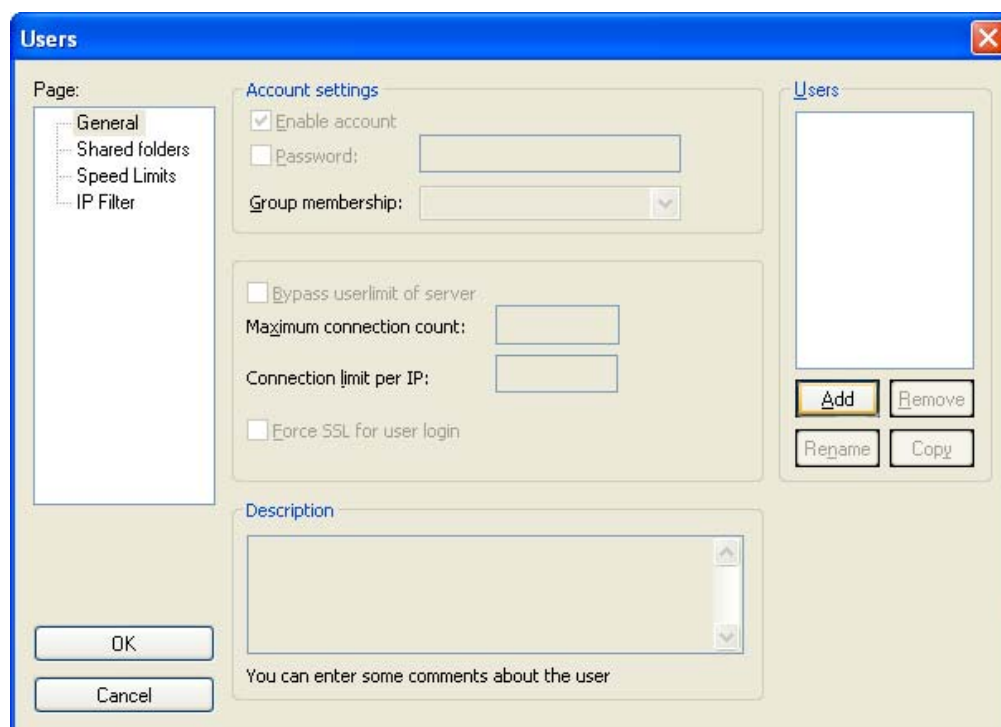 Users
Page:
General
Shared folders
Speed Limits
IP Filter
Account settings
Enable account
Password:
Group membership:
Bypass userlimit of server
Maximum connection count:
Connection limit per IP:
Force SSL for user login
Description
You can enter some comments about the user
Users
Add
Remove
Rename
Copy
OK
Cancel